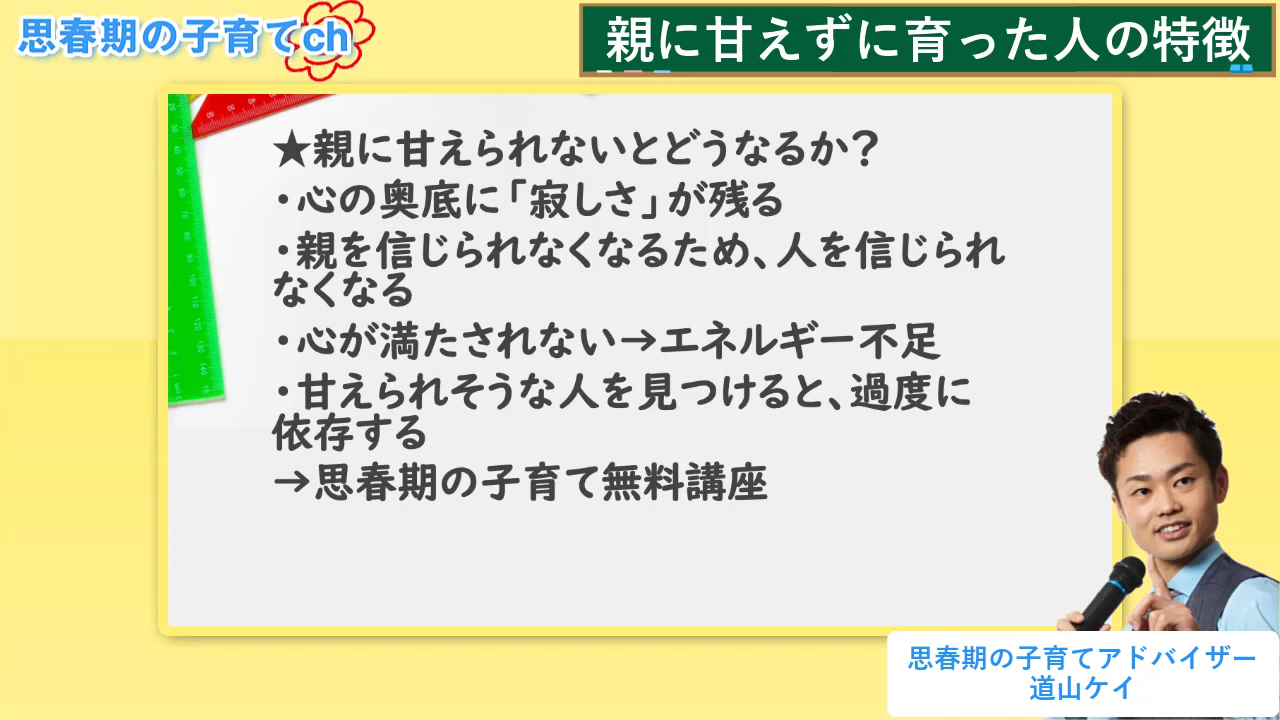 思春期の子育てch
親に甘えずに育った人の特徴
★親に甘えられないとどうなるか？
・心の奥底に「寂しさ」が残る
・親を信じられなくなるため、人を信じられ
なくなる
・心が満たされない→エネルギー不足
・甘えられそうな人を見つけると、過度に
依存する
→思春期の子育て無料講座
思春期の子育てアドバイザー
道山ケイ